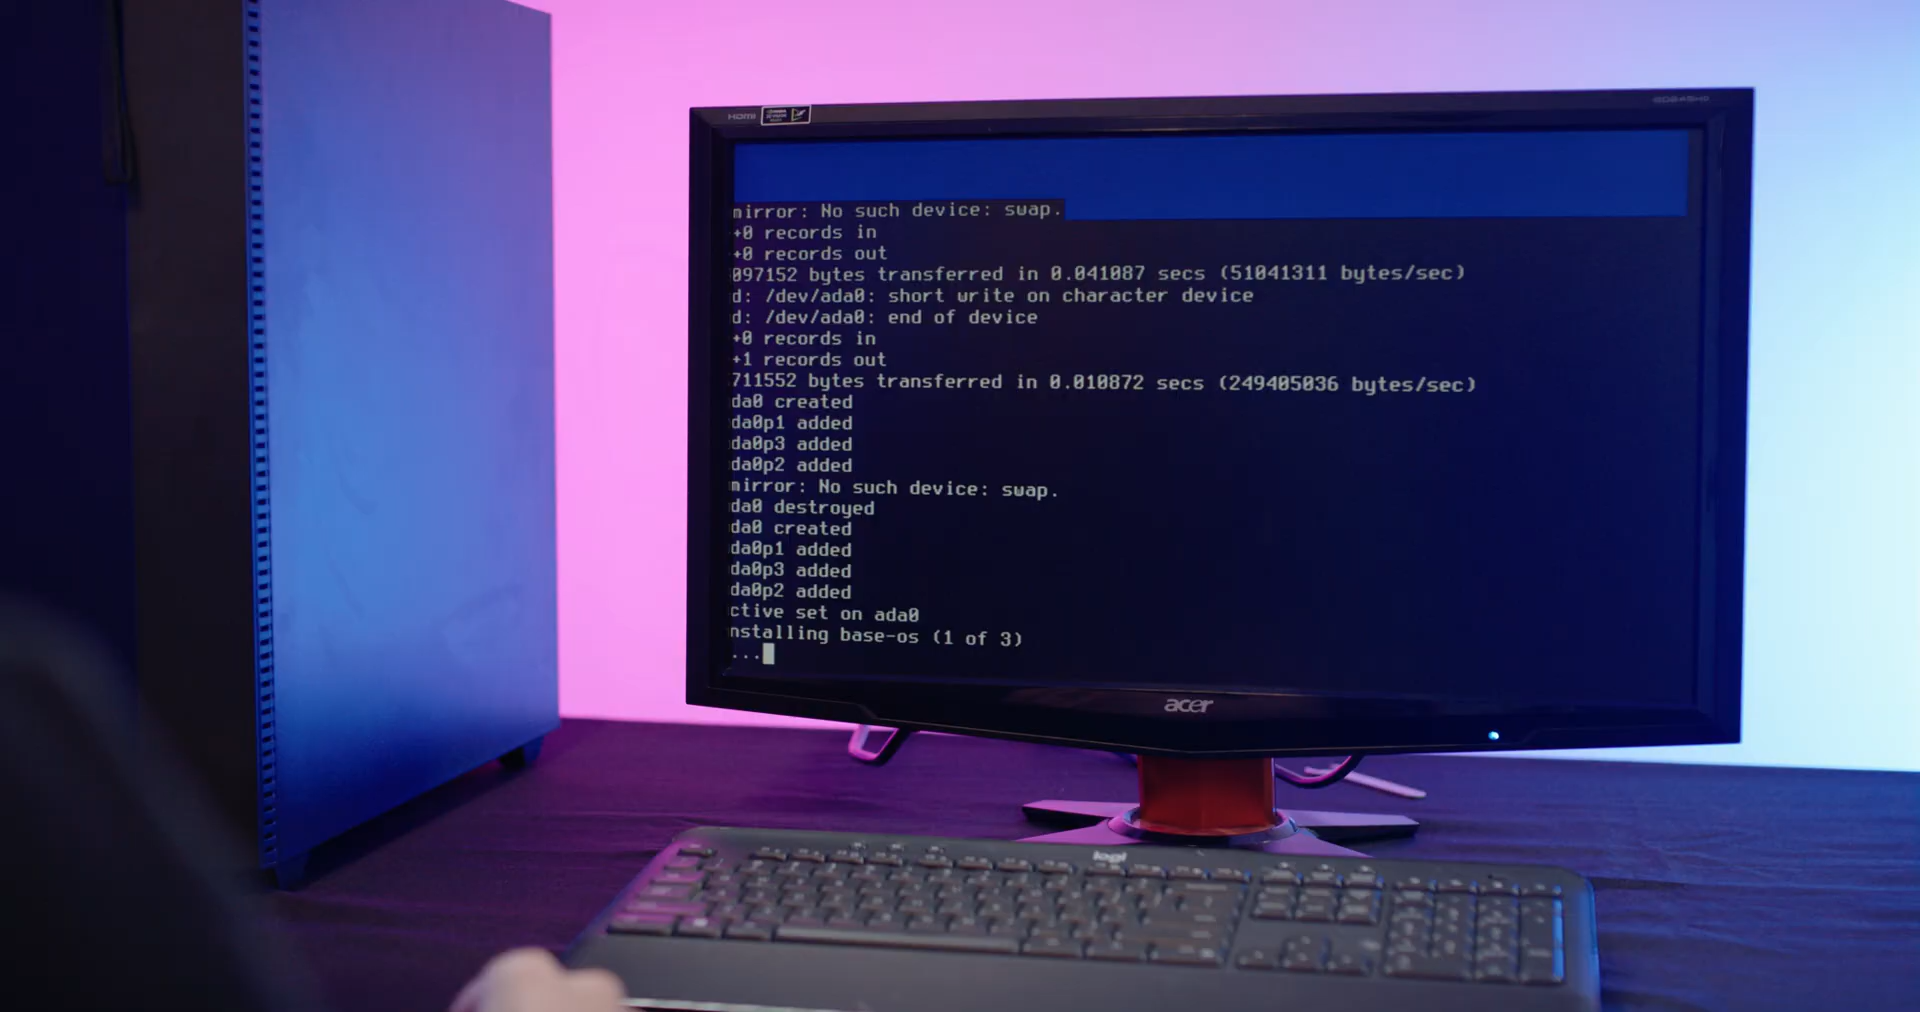 HDMI
mirror: No such device: swap.
+0 records in
+0 records out
097152 bytes transferred in 0.041087 secs (51041311 bytes/sec)
d: /dev/ada0: short write on character device
d: /dev/ada0: end of device
+0 records in
+1 records out
711552 bytes transferred in 0.010872 secs (249405036 bytes/sec)
da0 created
da0p1 added
da0p3 added
da0p2 added
mirror: No such device: swap.
da0 destroyed
da0 created
da0p1 added
da0p3 added
da0p2 added
ctive set on ada0
nstalling base-os (1 of 3)
...
acer
logi